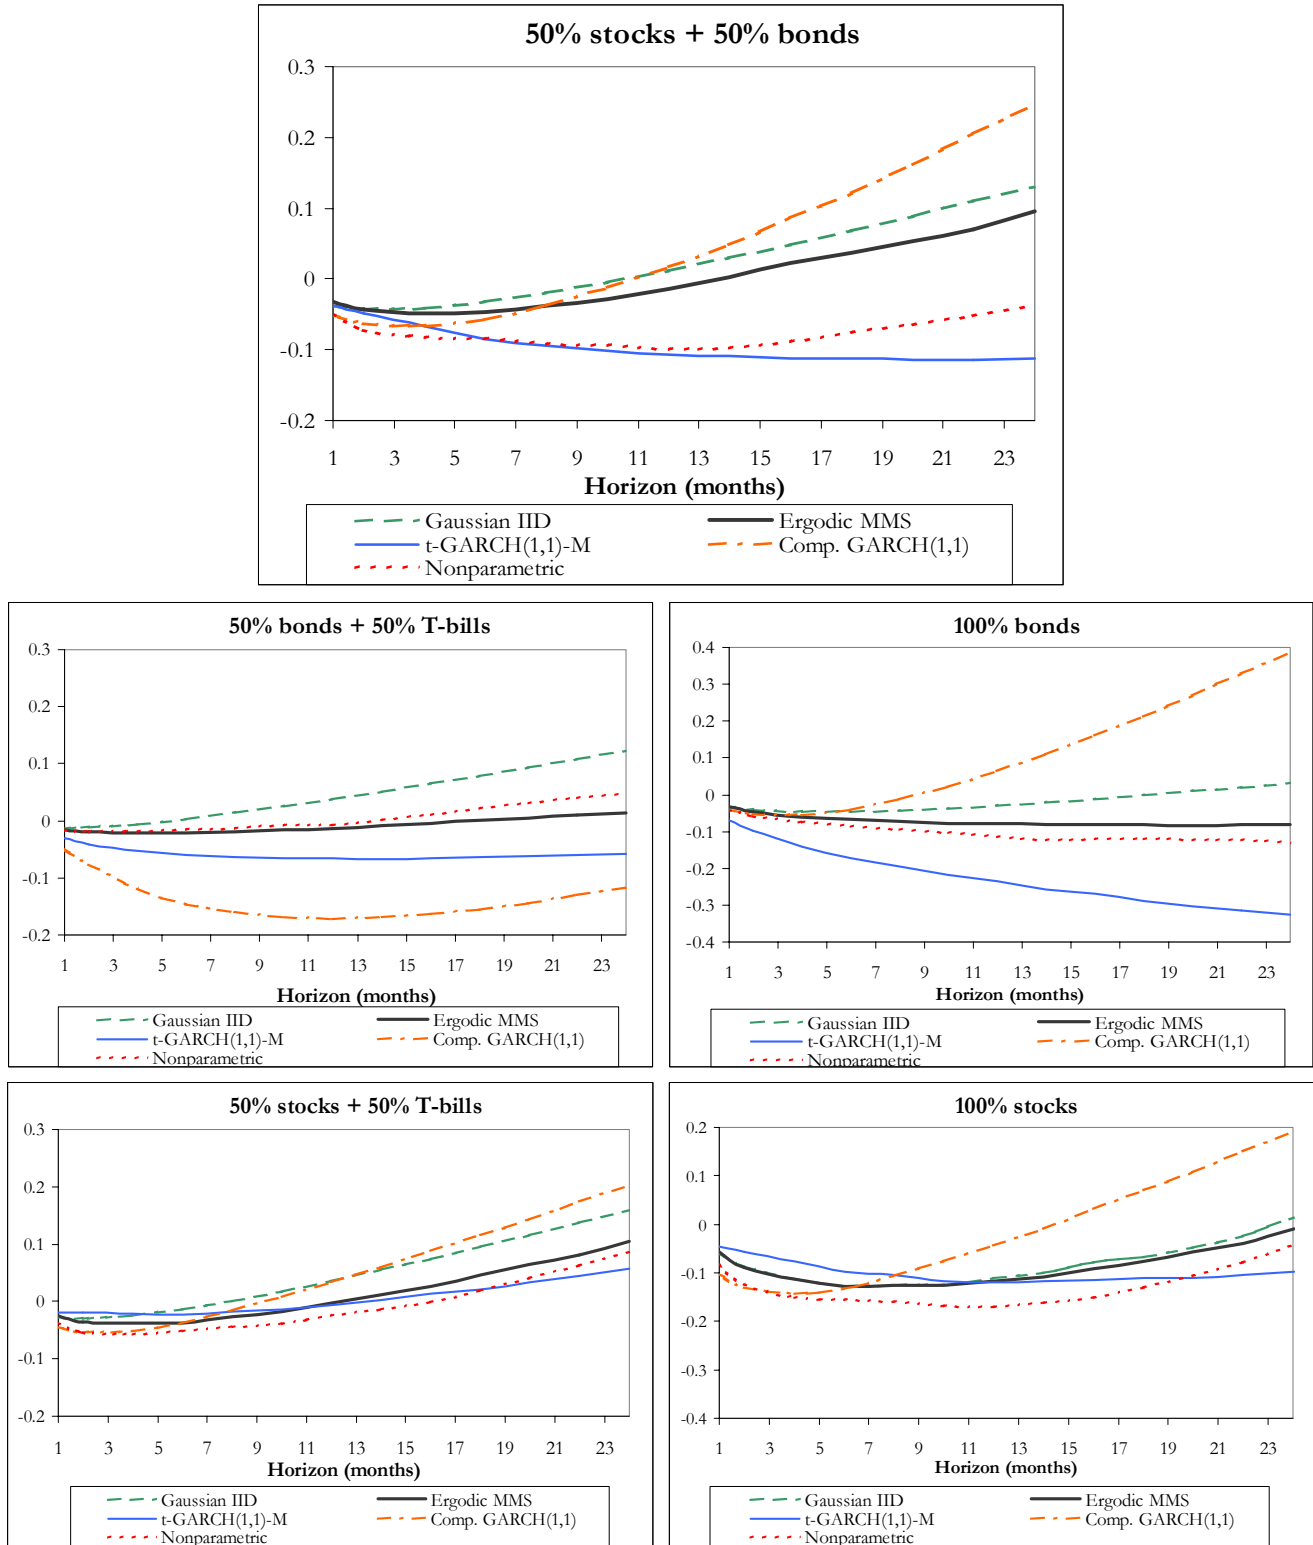 50% stocks + 50% bonds
0.3
0.2
0.1
0
-0.1
-0.2
1 3 5 7 9 11 13 15 17 19 21 23
Horizon (months)
Gaussian IID Ergodic MMS
t-GARCH(1,1)-M Comp. GARCH(1,1)
Nonparametric
50% bonds + 50% T-bills
0.3
0.2
0.1
0
-0.1
-0.2
1 3 5 7 9 11 13 15 17 19 21 23
Horizon (months)
Gaussian IID Ergodic MMS
t-GARCH(1,1)-M Comp. GARCH(1,1)
Nonparametric
100% bonds
0.4
0.3
0.2
0.1
0
-0.1
-0.2
-0.3
-0.4
1 3 5 7 9 11 13 15 17 19 21 23
Horizon (months)
Gaussian IID Ergodic MMS
t-GARCH(1,1)-M Comp. GARCH(1,1)
Nonparametric
50% stocks + 50% T-bills
0.3
0.2
0.1
0
-0.1
-0.2
1 3 5 7 9 11 13 15 17 19 21 23
Horizon (months)
Gaussian IID Ergodic MMS
t-GARCH(1,1)-M Comp. GARCH(1,1)
Nonparametric
100% stocks
0.2
0.1
0
-0.1
-0.2
-0.3
-0.4
1 3 5 7 9 11 13 15 17 19 21 23
Horizon (months)
Gaussian IID Ergodic MMS
t-GARCH(1,1)-M Comp. GARCH(1,1)
Nonparametric